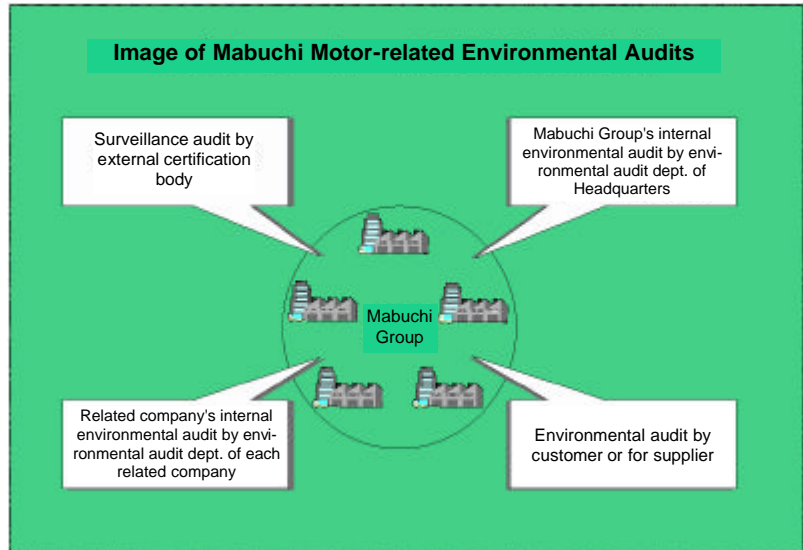 Image of Mabuchi Motor-related Environmental Audits
Surveillance audit by
external certification
body
Mabuchi Group's internal
environmental audit by envi-
ronmental audit dept. of
Headquarters
Mabuchi
Group
Related company's internal
environmental audit by envi-
ronmental audit dept. of each
related company
Environmental audit by
customer or for supplier